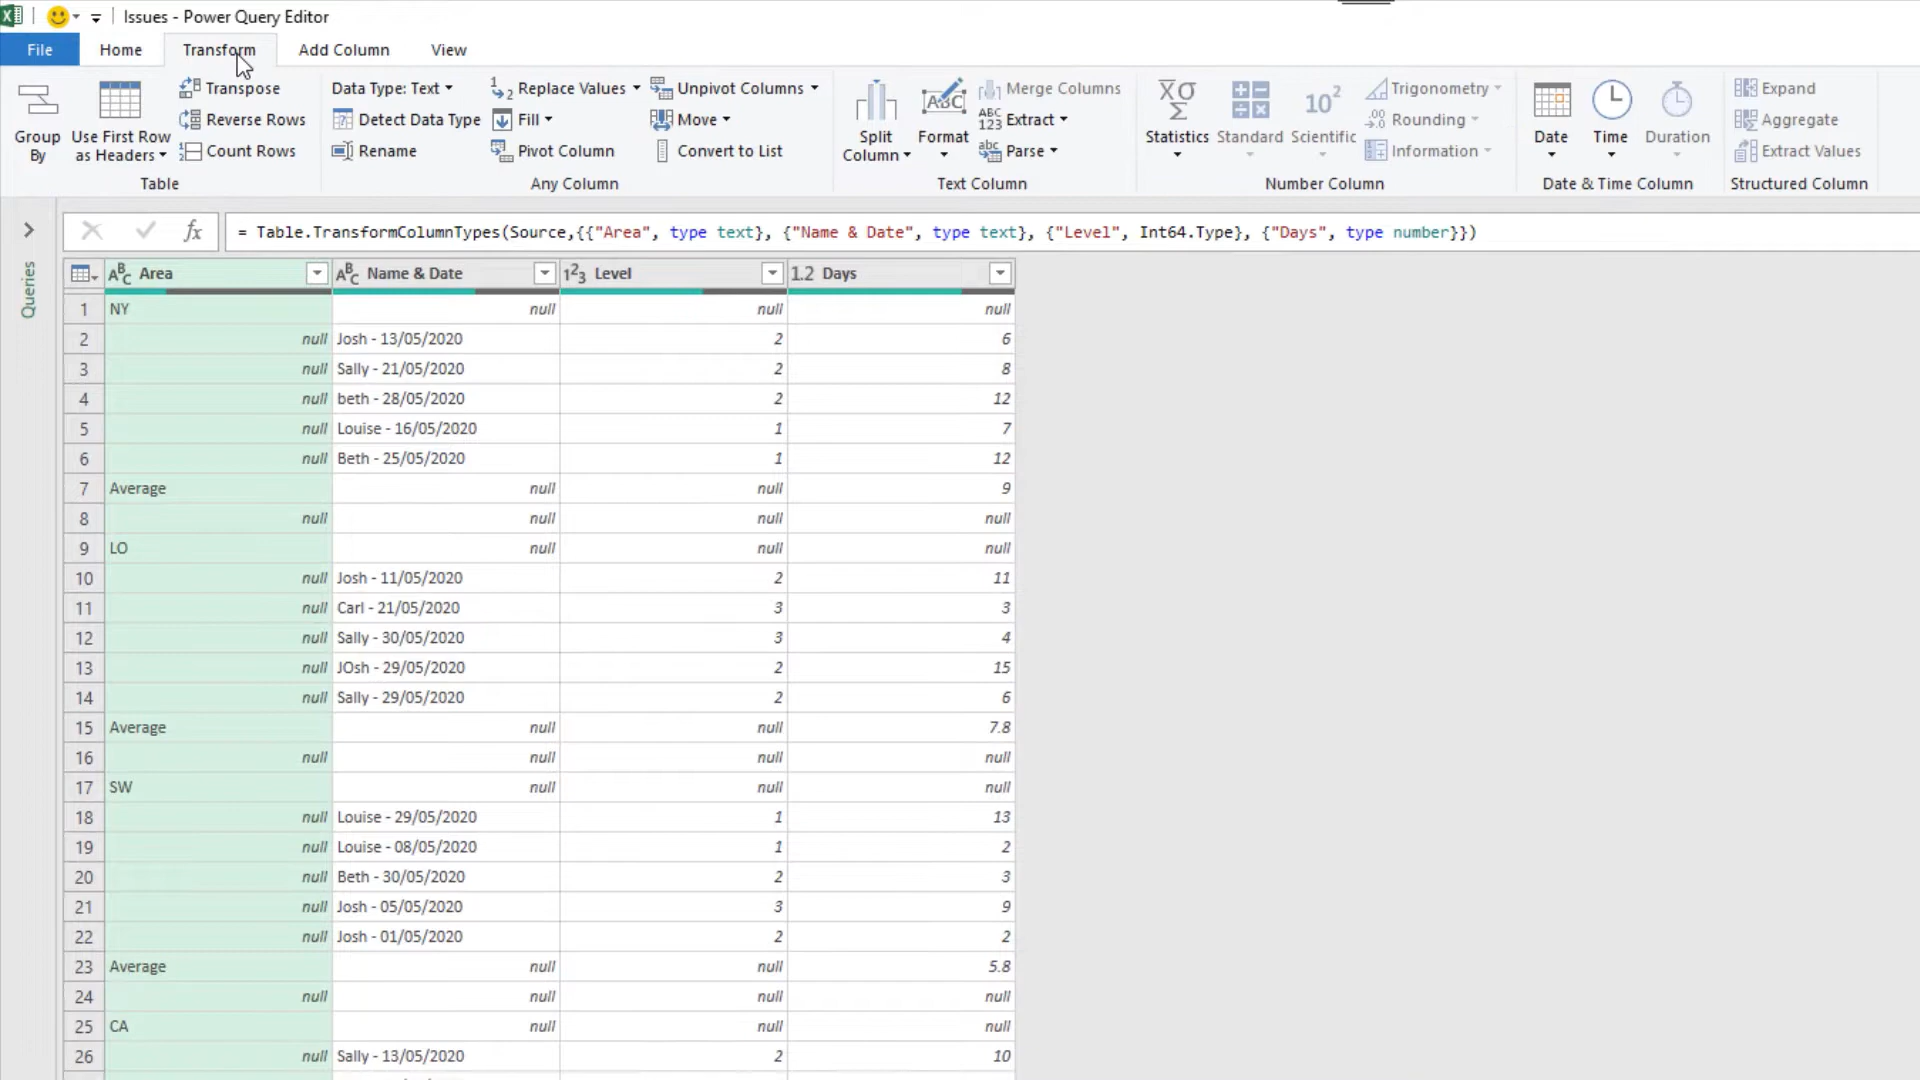 Issues - Power Query Editor
File Home Transform Add Column View
Group By
Use First Row as Headers
Transpose
Reverse Rows
Count Rows
Table
Data Type: Text
Detect Data Type
Rename
Replace Values
Fill
Pivot Column
Unpivot Columns
Move
Convert to List
Any Column
Split Column
ABC
Format
Merge Columns
ABC 123 Extract
abc Parse
Text Column
XΣ̄σ Statistics
Standard
10² Scientific
Trigonometry
.00 →.0 Rounding
Information
Number Column
Date
Time
Duration
Date & Time Column
Expand
Aggregate
Extract Values
Structured Column
fx = Table.TransformColumnTypes(Source,{{"Area", type text}, {"Name & Date", type text}, {"Level", Int64.Type}, {"Days", type number}})
Queries
ABC Area ABC Name & Date 123 Level 1.2 Days
1 NY null null null
2 null Josh - 13/05/2020 2 6
3 null Sally - 21/05/2020 2 8
4 null beth - 28/05/2020 2 12
5 null Louise - 16/05/2020 1 7
6 null Beth - 25/05/2020 1 12
7 Average null null 9
8 null null null null
9 LO null null null
10 null Josh - 11/05/2020 2 11
11 null Carl - 21/05/2020 3 3
12 null Sally - 30/05/2020 3 4
13 null JOsh - 29/05/2020 2 15
14 null Sally - 29/05/2020 2 6
15 Average null null 7.8
16 null null null null
17 SW null null null
18 null Louise - 29/05/2020 1 13
19 null Louise - 08/05/2020 1 2
20 null Beth - 30/05/2020 2 3
21 null Josh - 05/05/2020 3 9
22 null Josh - 01/05/2020 2 2
23 Average null null 5.8
24 null null null null
25 CA null null null
26 null Sally - 13/05/2020 2 10